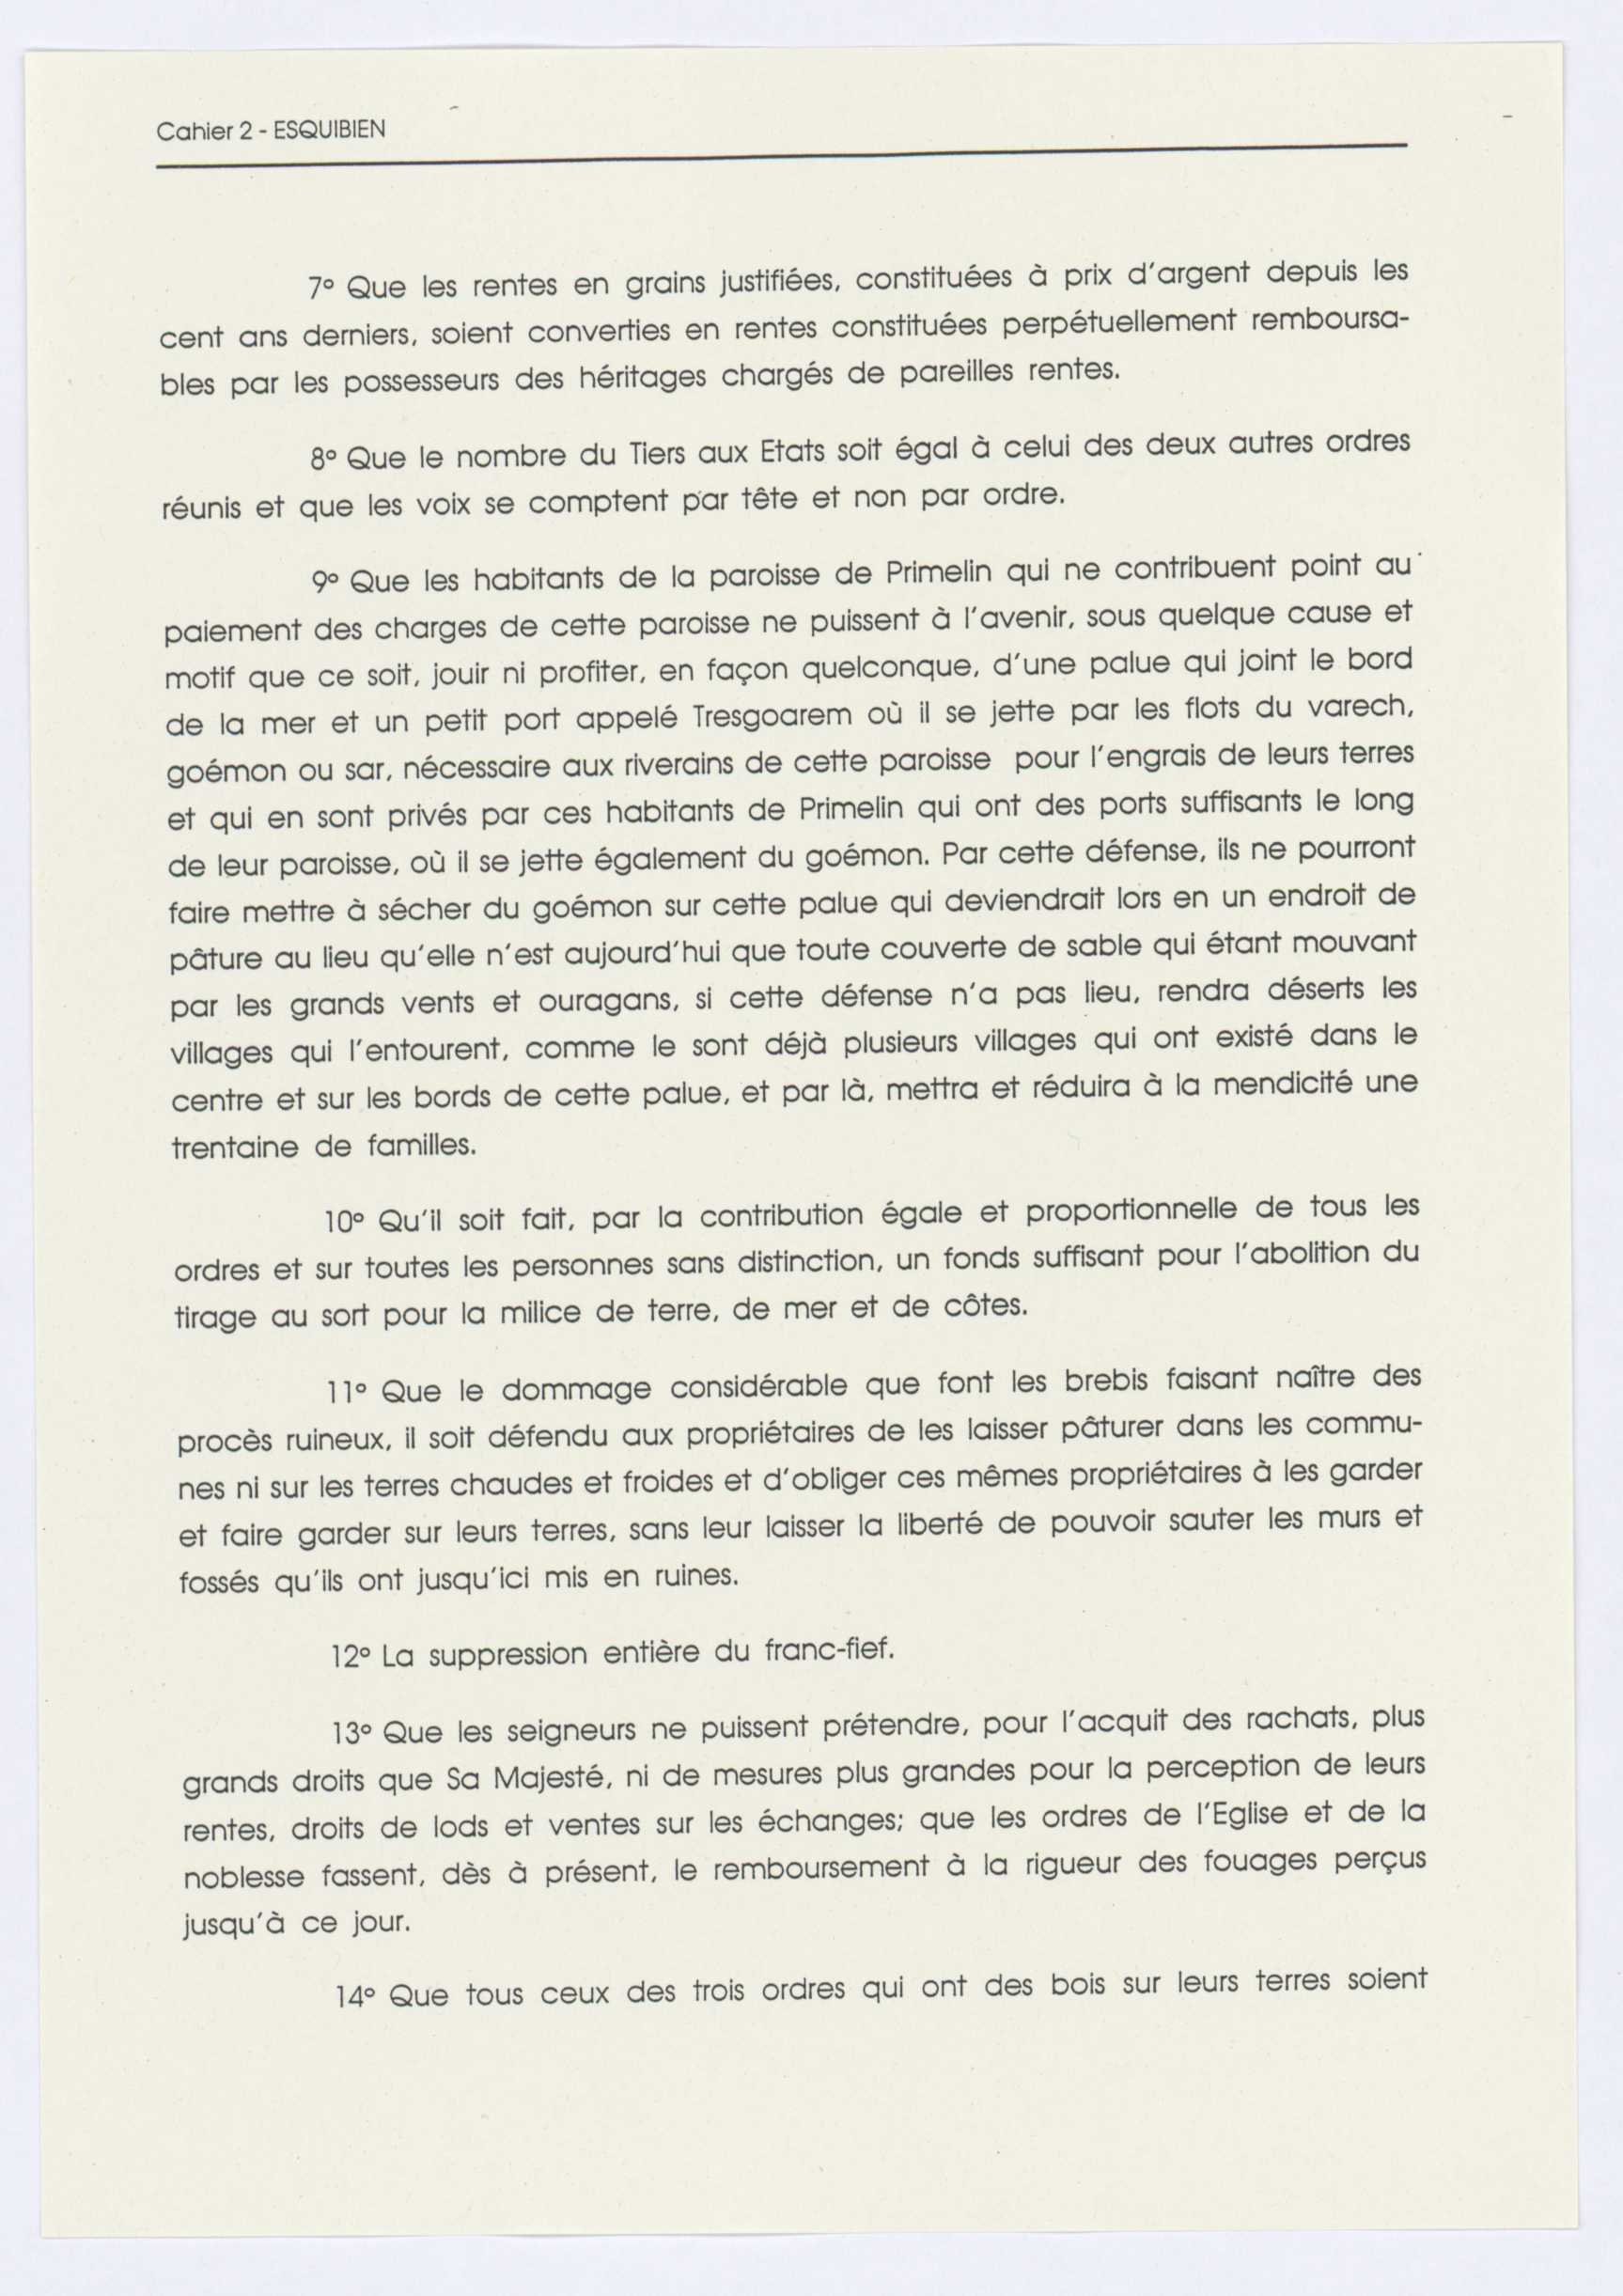 Cahier 2 - ESQUIBIEN
7° Que les rentes en grains justifiées, constituées à prix d'argent depuis les
cent ans derniers, soient converties en rentes constituées perpétuellement remboursa-
bles par les possesseurs des héritages chargés de pareilles rentes.
8° Que le nombre du Tiers aux Etats soit égal à celui des deux autres ordres
réunis et que les voix se comptent par tête et non par ordre.
9° Que les habitants de la paroisse de Primelin qui ne contribuent point au
paiement des charges de cette paroisse ne puissent à l'avenir, sous quelque cause et
motif que ce soit, jouir ni profiter, en façon quelconque, d'une palue qui joint le bord
de la mer et un petit port appelé Tresgoarem où il se jette par les flots du varech,
goémon ou sar, nécessaire aux riverains de cette paroisse pour l'engrais de leurs terres
et qui en sont privés par ces habitants de Primelin qui ont des ports suffisants le long
de leur paroisse, où il se jette également du goémon. Par cette défense, ils ne pourront
faire mettre à sécher du goémon sur cette palue qui deviendrait lors en un endroit de
pâture au lieu qu'elle n'est aujourd'hui que toute couverte de sable qui étant mouvant
par les grands vents et ouragans, si cette défense n'a pas lieu, rendra déserts les
villages qui l'entourent, comme le sont déjà plusieurs villages qui ont existé dans le
centre et sur les bords de cette palue, et par là, mettra et réduira à la mendicité une
trentaine de familles.
10° Qu'il soit fait, par la contribution égale et proportionnelle de tous les
ordres et sur toutes les personnes sans distinction, un fonds suffisant pour l'abolition du
tirage au sort pour la milice de terre, de mer et de côtes.
11° Que le dommage considérable que font les brebis faisant naître des
procès ruineux, il soit défendu aux propriétaires de les laisser pâturer dans les commu-
nes ni sur les terres chaudes et froides et d'obliger ces mêmes propriétaires à les garder
et faire garder sur leurs terres, sans leur laisser la liberté de pouvoir sauter les murs et
fossés qu'ils ont jusqu'ici mis en ruines.
12° La suppression entière du franc-fief.
13° Que les seigneurs ne puissent prétendre, pour l'acquit des rachats, plus
grands droits que Sa Majesté, ni de mesures plus grandes pour la perception de leurs
rentes, droits de lods et ventes sur les échanges; que les ordres de l'Eglise et de la
noblesse fassent, dès à présent, le remboursement à la rigueur des fouages perçus
jusqu'à ce jour.
14° Que tous ceux des trois ordres qui ont des bois sur leurs terres soient